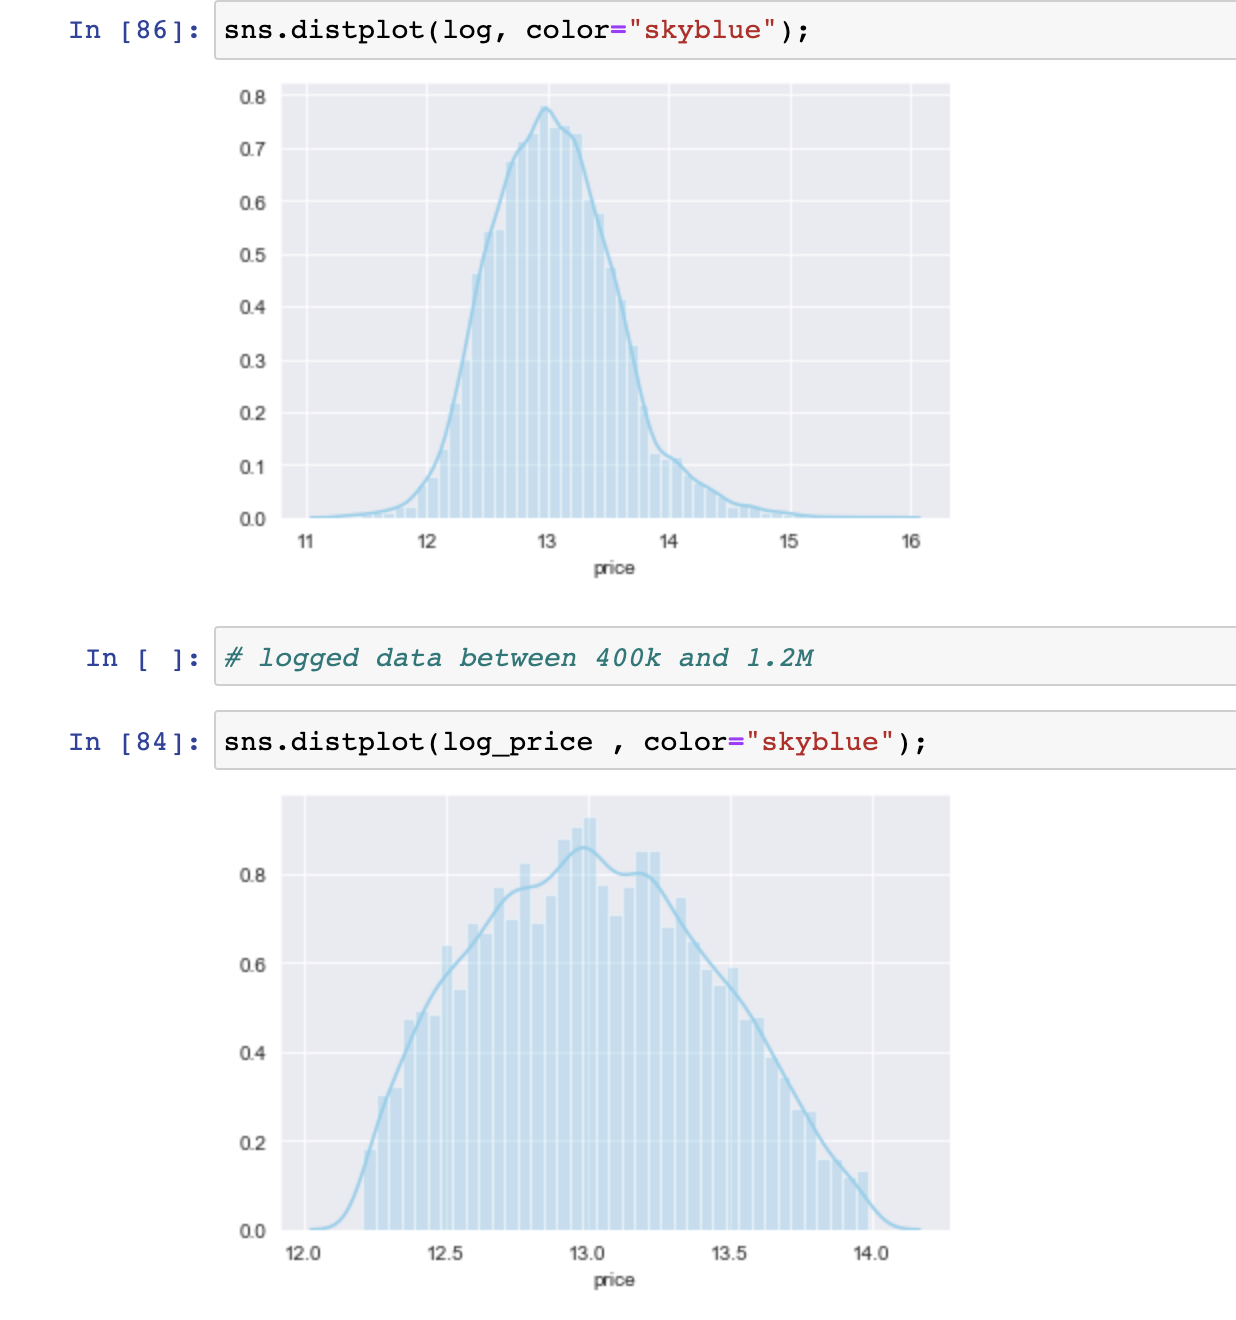 In [86]: sns.distplot(log, color="skyblue");
0.8
0.7
0.6
0.5
0.4
0.3
0.2
0.1
0.0
11 12 13 14 15 16
price
In [ ]: # logged data between 400k and 1.2M
In [84]: sns.distplot(log_price , color="skyblue");
0.8
0.6
0.4
0.2
0.0
12.0 12.5 13.0 13.5 14.0
price